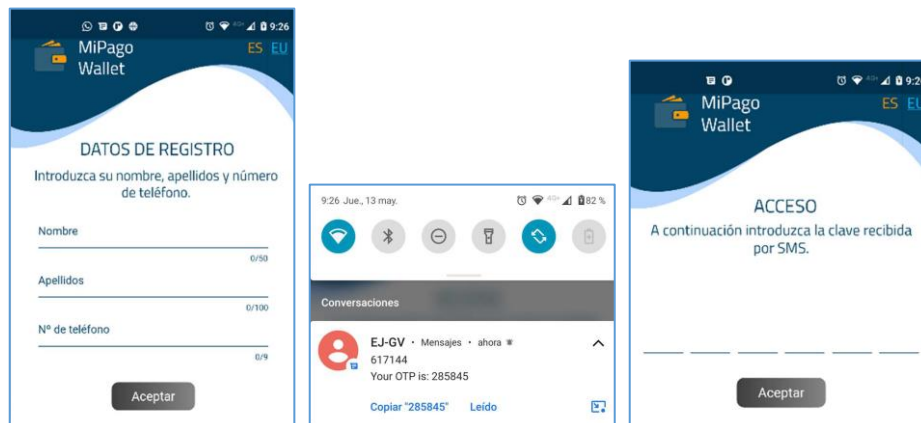 9:26
MiPago
Wallet
ES EU
DATOS DE REGISTRO
Introduzca su nombre, apellidos y número
de teléfono.
Nombre
0/50
Apellidos
0/100
Nº de teléfono
0/9
Aceptar
9:26 Jue., 13 may.
4G+
82 %
Conversaciones
EJ-GV • Mensajes • ahora
617144
Your OTP is: 285845
Copiar "285845" Leído
MiPago
Wallet
ES EU
ACCESO
A continuación introduzca la clave recibida
por SMS.
Aceptar